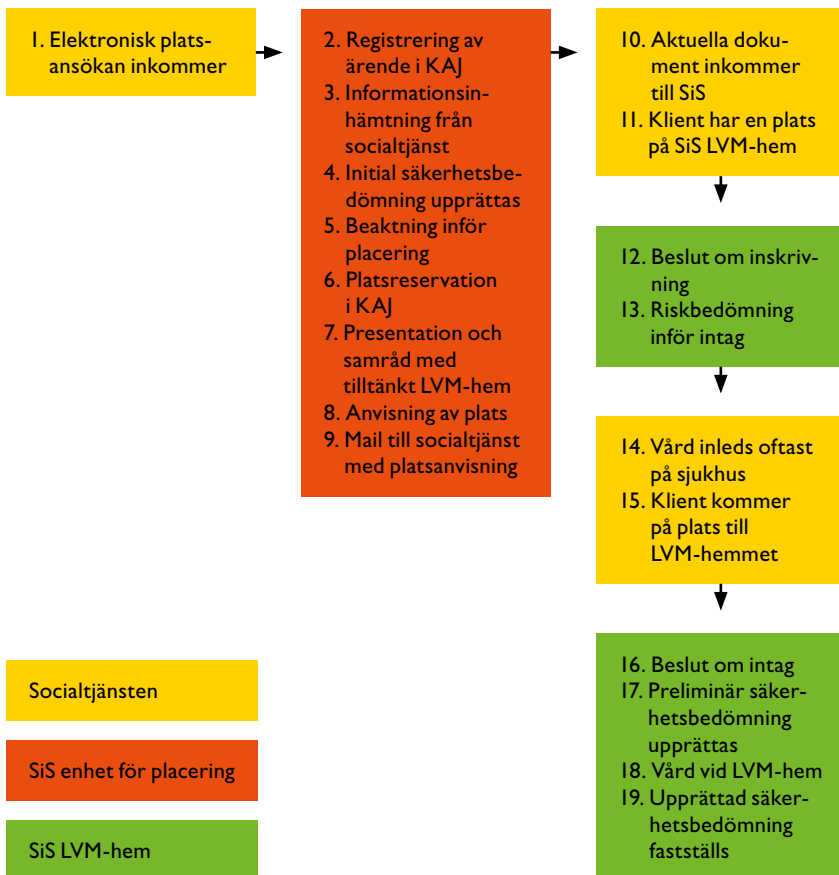 1. Elektronisk plats-
ansökan inkommer
2. Registrering av
ärende i KAJ
3. Informationsin-
hämtning från
socialtjänst
4. Initial säkerhetsbe-
dömning upprättas
5. Beaktning inför
placering
6. Platsreservation
i KAJ
7. Presentation och
samråd med
tilltänkt LVM-hem
8. Anvisning av plats
9. Mail till socialtjänst
med platsanvisning
10. Aktuella doku-
ment inkommer
till SiS
11. Klient har en plats
på SiS LVM-hem
12. Beslut om inskriv-
ning
13. Riskbedömning
inför intag
14. Vård inleds oftast
på sjukhus
15. Klient kommer
på plats till
LVM-hemmet
16. Beslut om intag
17. Preliminär säker-
hetsbedömning
upprättas
18. Vård vid LVM-hem
19. Upprättad säker-
hetsbedömning
fastställs
Socialtjänsten
SiS enhet för placering
SiS LVM-hem